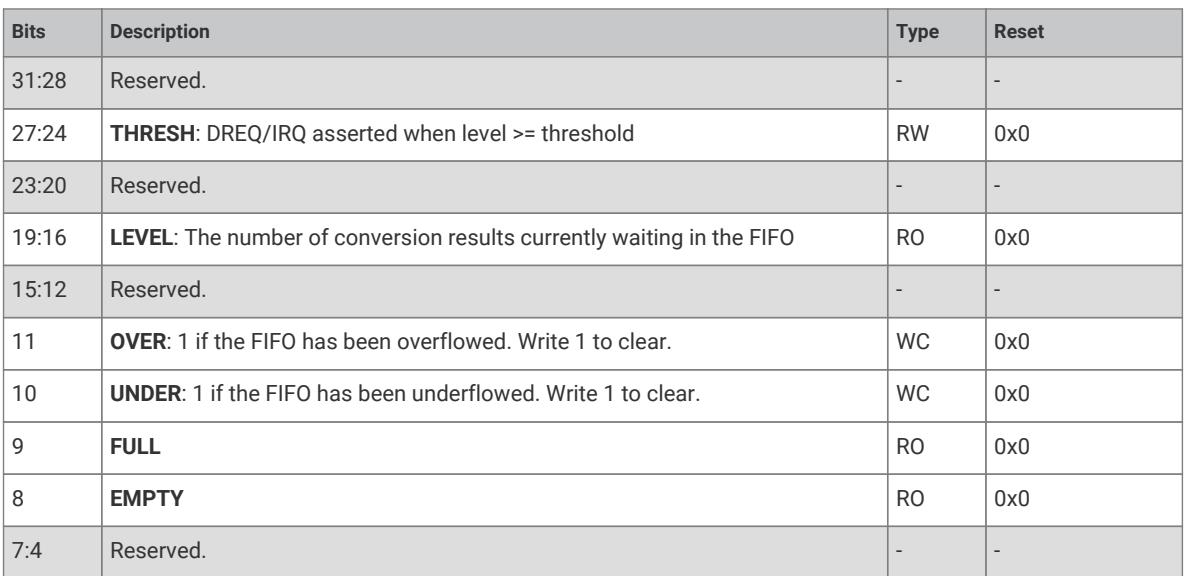 Bits Description Type Reset
31:28 Reserved. - -
27:24 THRESH: DREQ/IRQ asserted when level >= threshold RW 0x0
23:20 Reserved. - -
19:16 LEVEL: The number of conversion results currently waiting in the FIFO RO 0x0
15:12 Reserved. - -
11 OVER: 1 if the FIFO has been overflowed. Write 1 to clear. WC 0x0
10 UNDER: 1 if the FIFO has been underflowed. Write 1 to clear. WC 0x0
9 FULL RO 0x0
8 EMPTY RO 0x0
7:4 Reserved. - -